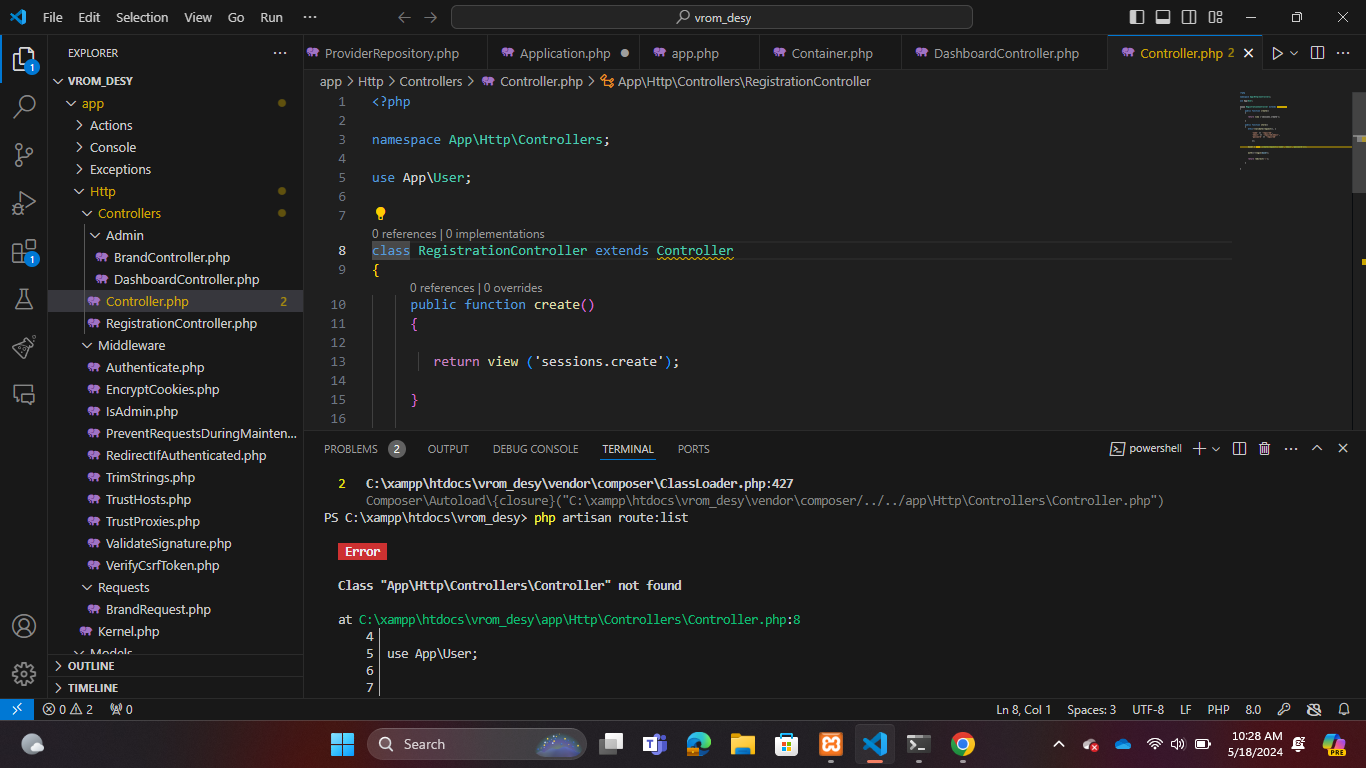 File Edit Selection View Go Run ··· vrom_desy
EXPLORER ···
VROM_DESY
app
Actions
Console
Exceptions
Http
Controllers
Admin
BrandController.php
DashboardController.php
Controller.php 2
RegistrationController.php
Middleware
Authenticate.php
EncryptCookies.php
IsAdmin.php
PreventRequestsDuringMainten...
RedirectIfAuthenticated.php
TrimStrings.php
TrustHosts.php
TrustProxies.php
ValidateSignature.php
VerifyCsrfToken.php
Requests
BrandRequest.php
Kernel.php
Models
OUTLINE
TIMELINE
ProviderRepository.php Application.php app.php Container.php DashboardController.php Controller.php 2
app > Http > Controllers > Controller.php > App\Http\Controllers\RegistrationController
1 <?php
2
3 namespace App\Http\Controllers;
4
5 use App\User;
6
7
0 references | 0 implementations
8 class RegistrationController extends Controller
9 {
0 references | 0 overrides
10 public function create()
11 {
12
13 return view ('sessions.create');
14
15 }
16
PROBLEMS 2 OUTPUT DEBUG CONSOLE TERMINAL PORTS powershell
2 C:\xampp\htdocs\vrom_desy\vendor\composer\ClassLoader.php:427
Composer\Autoload\{closure}("C:\xampp\htdocs\vrom_desy\vendor\composer/../../app\Http\Controllers\Controller.php")
PS C:\xampp\htdocs\vrom_desy> php artisan route:list
Error
Class "App\Http\Controllers\Controller" not found
at C:\xampp\htdocs\vrom_desy\app\Http\Controllers\Controller.php:8
4
5 use App\User;
6
7
1
1
0 2 0 Ln 8, Col 1 Spaces: 3 UTF-8 LF PHP 8.0
Search
PRE
10:28 AM
5/18/2024